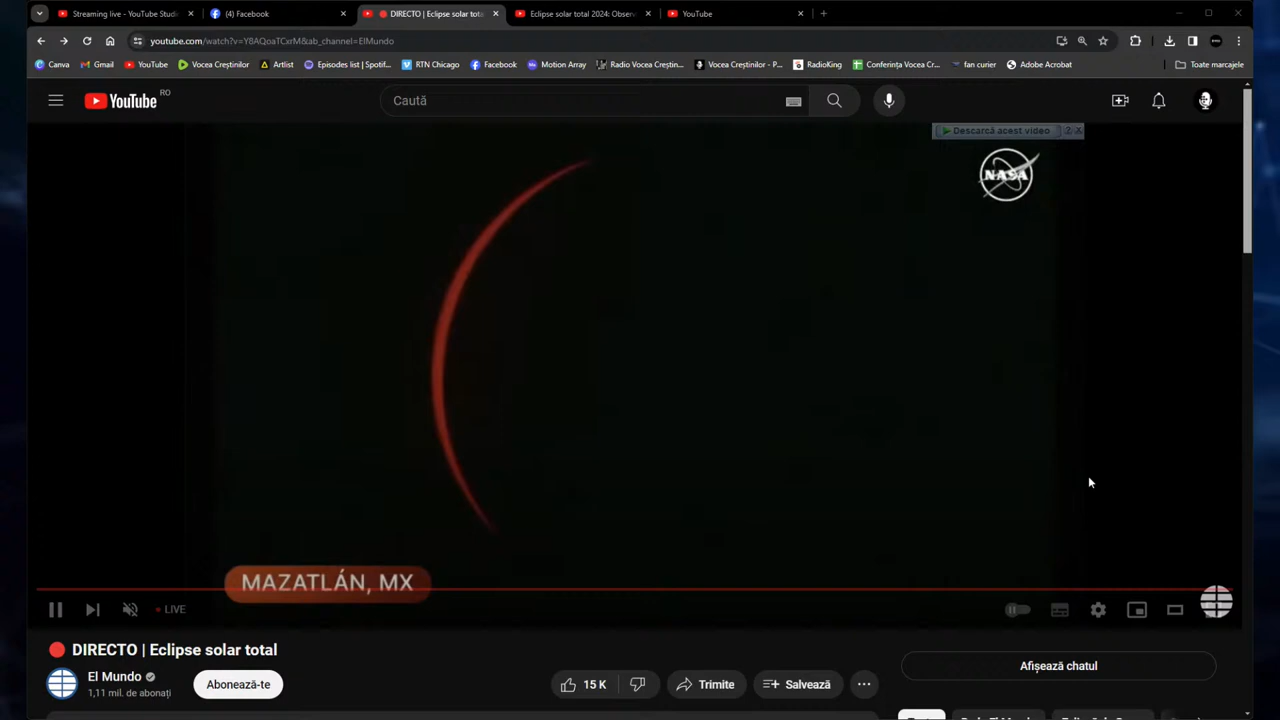 Streaming live - YouTube Studi
(4) Facebook
DIRECTO | Eclipse solar tota
Eclipse solar total 2024: Observ
YouTube
youtube.com/watch?v=Y8AQoaTCxrM&ab_channel=ElMundo
Canva
Gmail
YouTube
Vocea Creștinilor
Artlist
Episodes list | Spotif...
RTN Chicago
Facebook
Motion Array
Radio Vocea Creștin...
Vocea Creștinilor - P...
RadioKing
Conferința Vocea Cr...
fan curier
Adobe Acrobat
Toate marcajele
YouTube RO
Caută
Descarcă acest video ? X
NASA
MAZATLÁN, MX
LIVE
DIRECTO | Eclipse solar total
El Mundo
1,11 mil. de abonați
Abonează-te
15 K
Trimite
Salvează
Afișează chatul